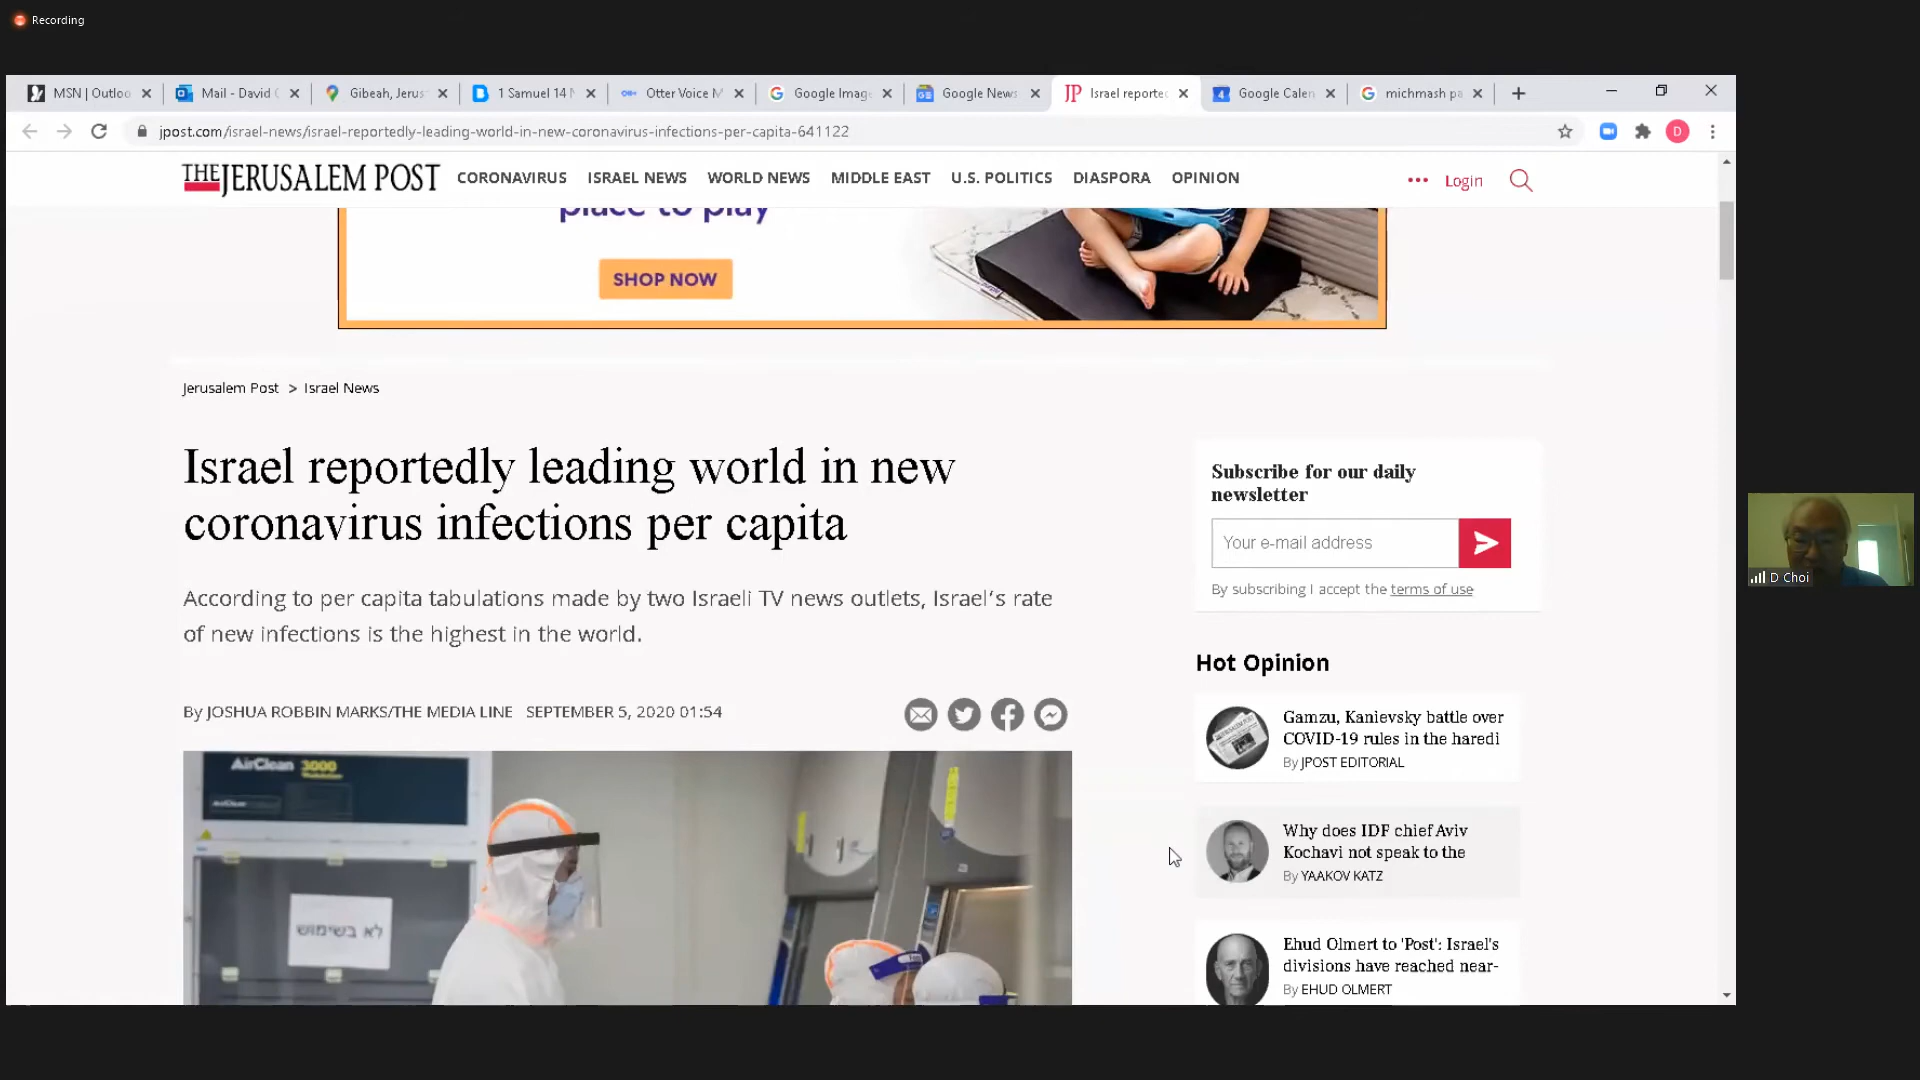 Recording
MSN | Outloo
Mail - David
Gibeah, Jerus
1 Samuel 14
Otter Voice M
Google Imag
Google News
Israel reporte
Google Calen
michmash pa
jpost.com/israel-news/israel-reportedly-leading-world-in-new-coronavirus-infections-per-capita-641122
D
THE JERUSALEM POST
CORONAVIRUS
ISRAEL NEWS
WORLD NEWS
MIDDLE EAST
U.S. POLITICS
DIASPORA
OPINION
Login
place to play
SHOP NOW
Jerusalem Post > Israel News
Israel reportedly leading world in new
coronavirus infections per capita
According to per capita tabulations made by two Israeli TV news outlets, Israel's rate
of new infections is the highest in the world.
By JOSHUA ROBBIN MARKS/THE MEDIA LINE SEPTEMBER 5, 2020 01:54
AirClean 3000
לא בשימוש
Subscribe for our daily
newsletter
Your e-mail address
By subscribing I accept the terms of use
Hot Opinion
Gamzu, Kanievsky battle over
COVID-19 rules in the haredi
By JPOST EDITORIAL
Why does IDF chief Aviv
Kochavi not speak to the
By YAAKOV KATZ
Ehud Olmert to 'Post': Israel's
divisions have reached near-
By EHUD OLMERT
D Choi